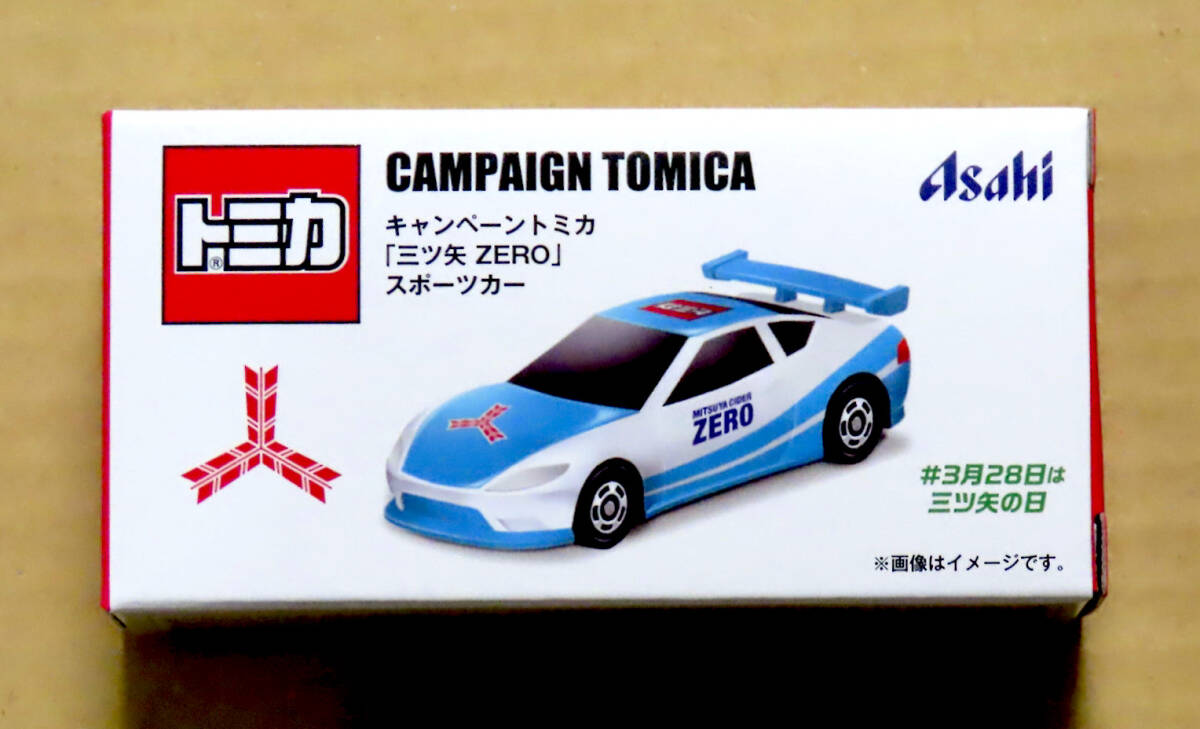 トミカ®
CAMPAIGN TOMICA
キャンペーントミカ
「三ツ矢 ZERO」
スポーツカー
Asahi
MITSUYA CIDER
ZERO
#3月28日は
三ツ矢の日
※画像はイメージです。